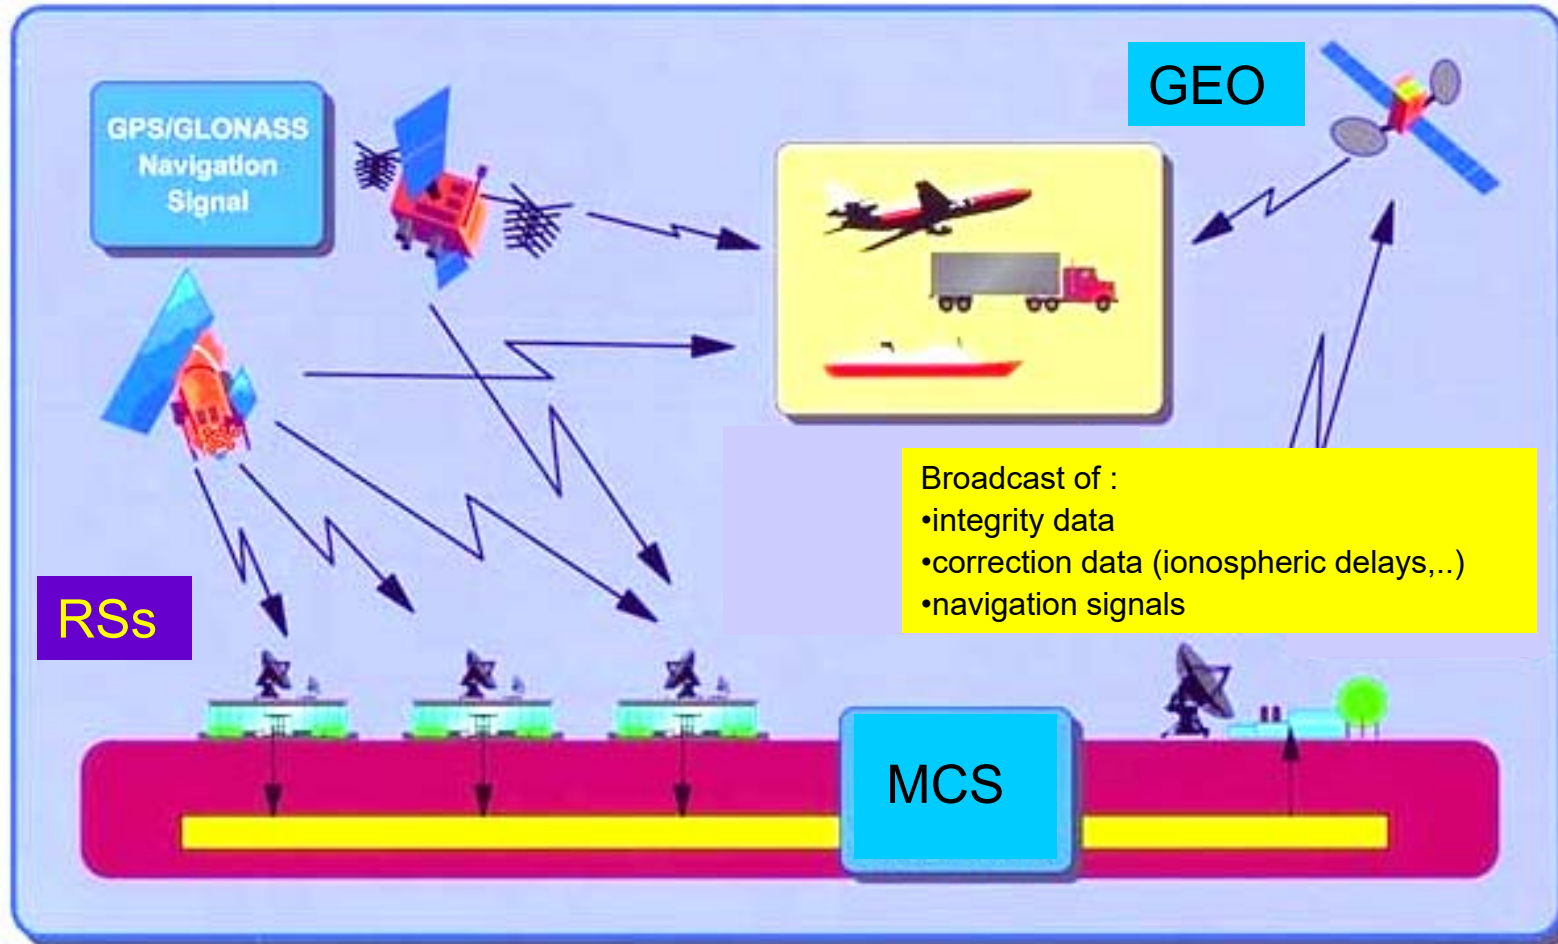 GPS/GLONASS
Navigation
Signal
GEO
Broadcast of :
•integrity data
•correction data (ionospheric delays,..)
•navigation signals
RSs
MCS